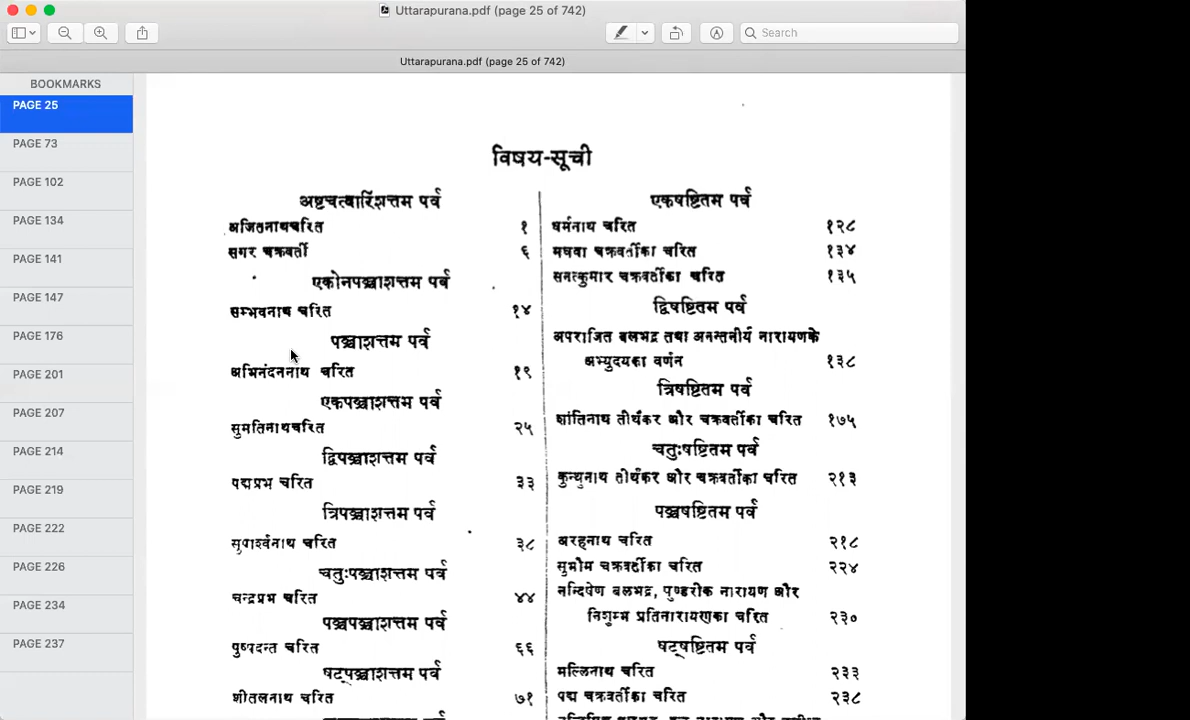 Uttarapurana.pdf (page 25 of 742)
Search
Uttarapurana.pdf (page 25 of 742)
BOOKMARKS
PAGE 25
PAGE 73
PAGE 102
PAGE 134
PAGE 141
PAGE 147
PAGE 176
PAGE 201
PAGE 207
PAGE 214
PAGE 219
PAGE 222
PAGE 226
PAGE 234
PAGE 237
विषय-सूची
अष्टचत्वारिंशत्तम पर्व
अजितनाथचरित १
सगर चक्रवर्ती ६
एकोनपञ्चाशत्तम पर्व
सम्भवनाथ चरित १४
पञ्चाशत्तम पर्व
अभिनंदननाथ चरित १९
एकपञ्चाशत्तम पर्व
सुमतिनाथचरित २५
द्विपञ्चाशत्तम पर्व
पद्मप्रभ चरित ३३
त्रिपञ्चाशत्तम पर्व
सुपार्श्वनाथ चरित ३८
चतुःपञ्चाशत्तम पर्व
चन्द्रप्रभ चरित ४४
पञ्चपञ्चाशत्तम पर्व
पुष्पदन्त चरित ६६
षट्पञ्चाशत्तम पर्व
शीतलनाथ चरित ७१
एकषष्टितम पर्व
धर्मनाथ चरित १२८
मघवा चक्रवर्तीका चरित १३४
सनत्कुमार चक्रवर्तीका चरित १३५
द्विषष्टितम पर्व
अपराजित बलभद्र तथा अनन्तवीर्य नारायणके
अभ्युदयका वर्णन १३८
त्रिषष्टितम पर्व
शांतिनाथ तीर्थंकर और चक्रवर्तीका चरित १७५
चतुःषष्टितम पर्व
कुन्थुनाथ तीर्थंकर और चक्रवर्तीका चरित २१३
पञ्चषष्टितम पर्व
अरहनाथ चरित २१८
सुभौम चक्रवर्तीका चरित २२४
नन्दिषेण बलभद्र, पुण्डरीक नारायण और
निशुम्भ प्रतिनारायणका चरित २३०
षट्षष्टितम पर्व
मल्लिनाथ चरित २३३
पद्म चक्रवर्तीका चरित २३८